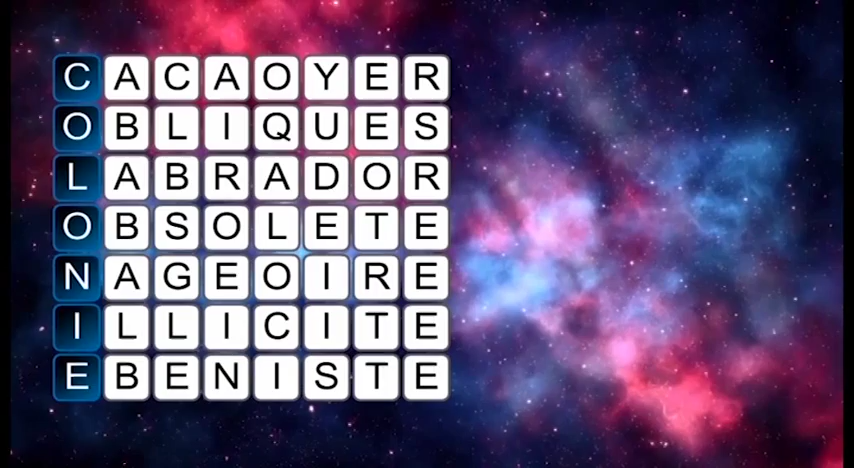 CACAOYER
OBLIQUES
LABRADOR
OBSOLETE
NAGEOIRE
ILLICITE
EBENISTE